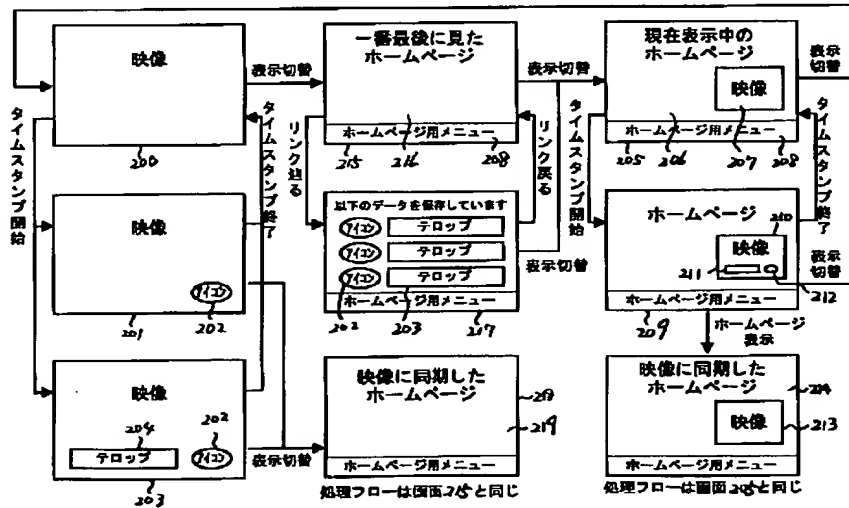 映像
200
表示切替
一番最後に見た
ホームページ
ホームページ用メニュー
215
216
208
表示切替
現在表示中の
ホームページ
映像
ホームページ用メニュー
205
206
207
208
表示
切替
タイムスタンプ開始
タイムスタンプ終了
リンク辿る
リンク戻る
タイムスタンプ開始
タイムスタンプ終了
映像
アイコン
201
202
以下のデータを保存しています
アイコン
テロップ
アイコン
テロップ
アイコン
テロップ
ホームページ用メニュー
202
203
217
表示切替
ホームページ
映像
210
211
ホームページ用メニュー
209
212
表示
切替
ホームページ
表示
映像
204
202
テロップ
アイコン
203
表示切替
映像に同期した
ホームページ
219
ホームページ用メニュー
処理フローは画面215と同じ
映像に同期した
ホームページ
214
映像
213
ホームページ用メニュー
処理フローは画面205と同じ